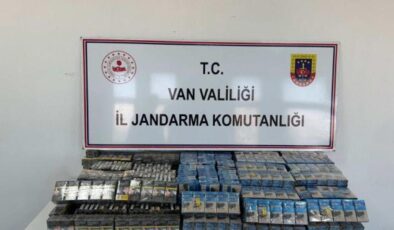 T.C.
VAN VALİLİĞİ
İL JANDARMA KOMUTANLIĞI